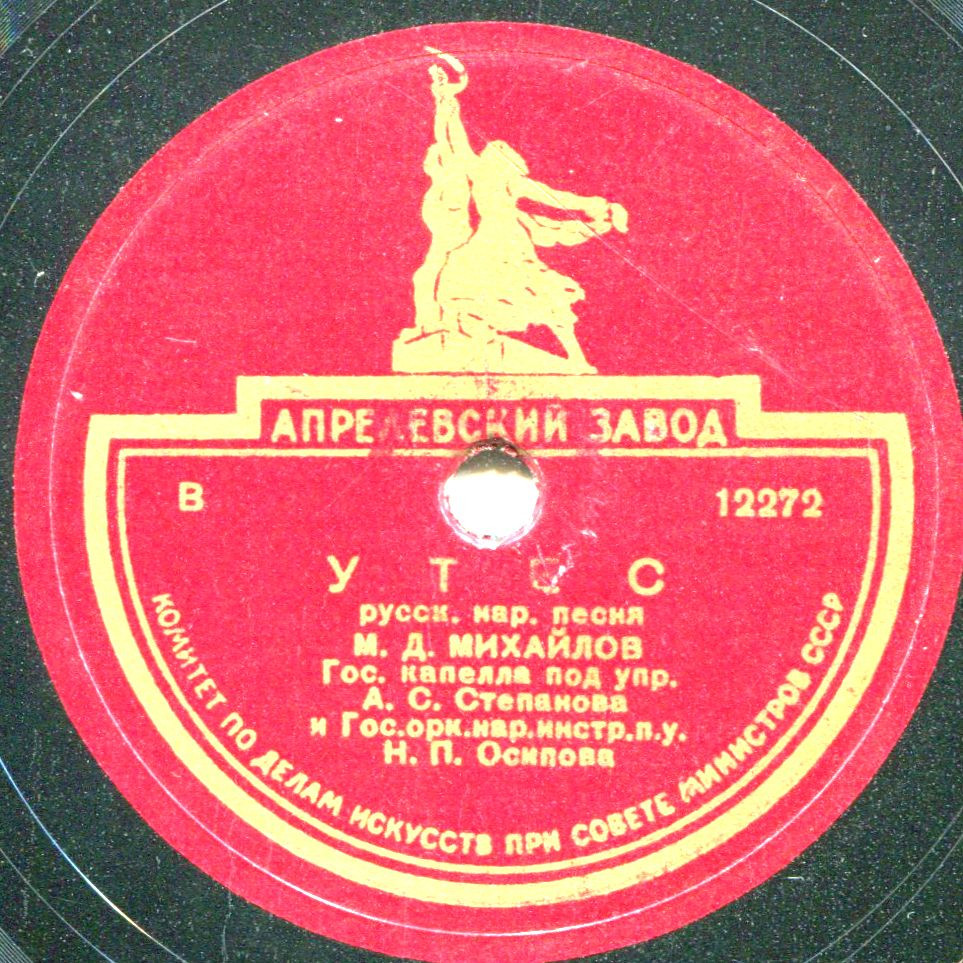 АПРЕЛЕВСКИЙ ЗАВОД
В 12272
УТЕС
русск. нар. песня
М. Д. МИХАЙЛОВ
Гос. капелла под упр.
А. С. Степанова
и Гос.орк.нар.инстр.п.у.
Н. П. Осипова
КОМИТЕТ ПО ДЕЛАМ ИСКУССТВ ПРИ СОВЕТЕ МИНИСТРОВ СССР